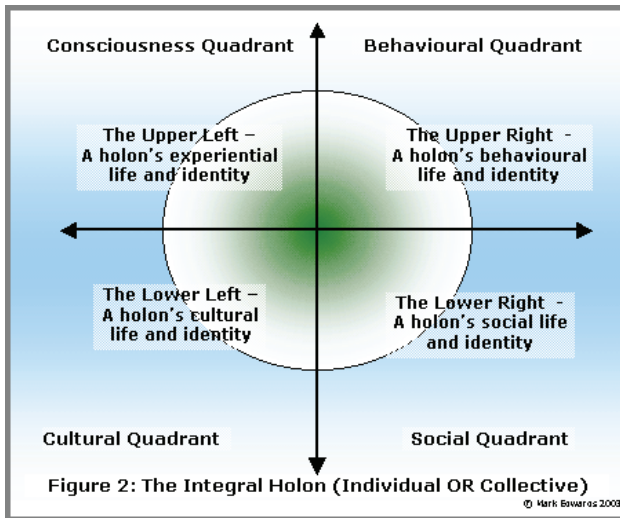 Consciousness Quadrant
Behavioural Quadrant
The Upper Left –
A holon's experiential
life and identity
The Upper Right -
A holon's behavioural
life and identity
The Lower Left –
A holon's cultural
life and identity
The Lower Right -
A holon's social life
and identity
Cultural Quadrant
Social Quadrant
Figure 2: The Integral Holon (Individual OR Collective)
© Mark Edwards 2003